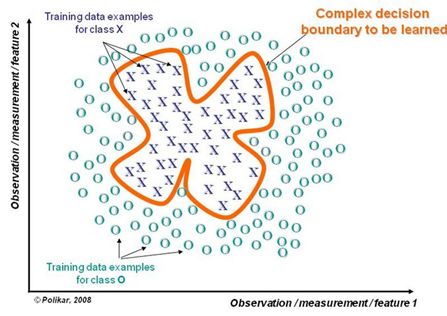 Training data examples
for class X
Complex decision
boundary to be learned
Observation / measurement / feature 2
Training data examples
for class O
Observation / measurement / feature 1
© Polikar, 2008